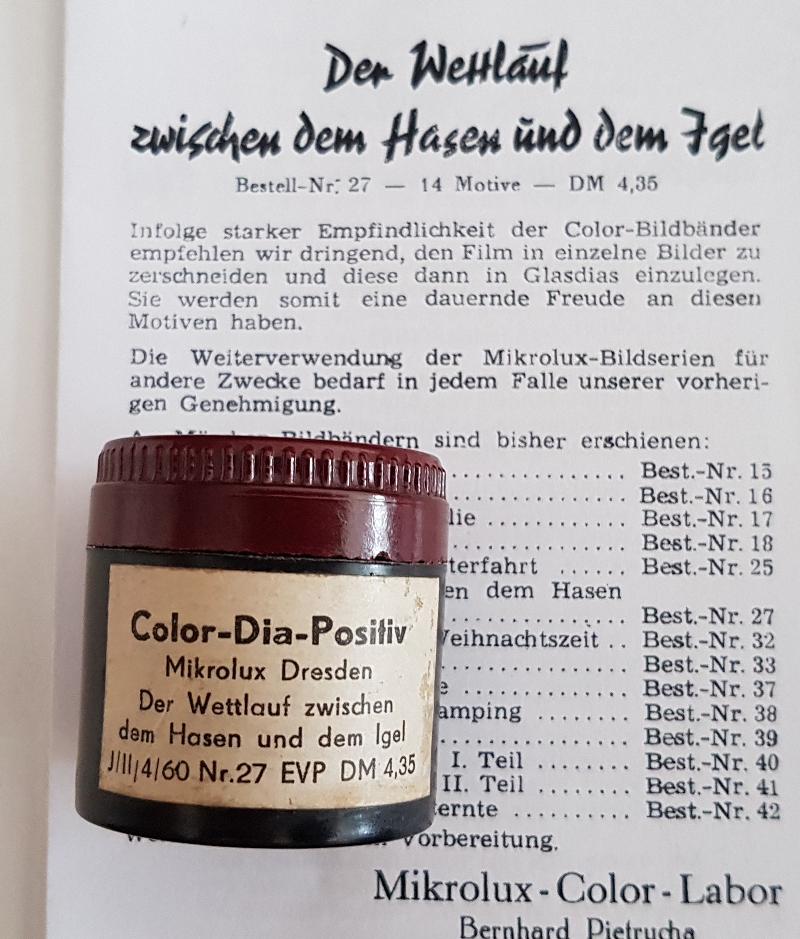 Der Wettlauf
zwischen dem Hasen und dem Igel
Bestell-Nr. 27 — 14 Motive — DM 4,35
Infolge starker Empfindlichkeit der Color-Bildbänder
empfehlen wir dringend, den Film in einzelne Bilder zu
zerschneiden und diese dann in Glasdias einzulegen.
Sie werden somit eine dauernde Freude an diesen
Motiven haben.
Die Weiterverwendung der Mikrolux-Bildserien für
andere Zwecke bedarf in jedem Falle unserer vorheri-
gen Genehmigung.
Bildbändern sind bisher erschienen:
Best.-Nr. 15
Best.-Nr. 16
lie Best.-Nr. 17
Best.-Nr. 18
terfahrt Best.-Nr. 25
en dem Hasen
Best.-Nr. 27
Weihnachtszeit Best.-Nr. 32
Best.-Nr. 33
e Best.-Nr. 37
amping Best.-Nr. 38
Best.-Nr. 39
I. Teil Best.-Nr. 40
II. Teil Best.-Nr. 41
ernte Best.-Nr. 42
Vorbereitung.
Mikrolux-Color-Labor
Bernhard Pietrucha
Color-Dia-Positiv
Mikrolux Dresden
Der Wettlauf zwischen
dem Hasen und dem Igel
J/II/4/60 Nr.27 EVP DM 4,35